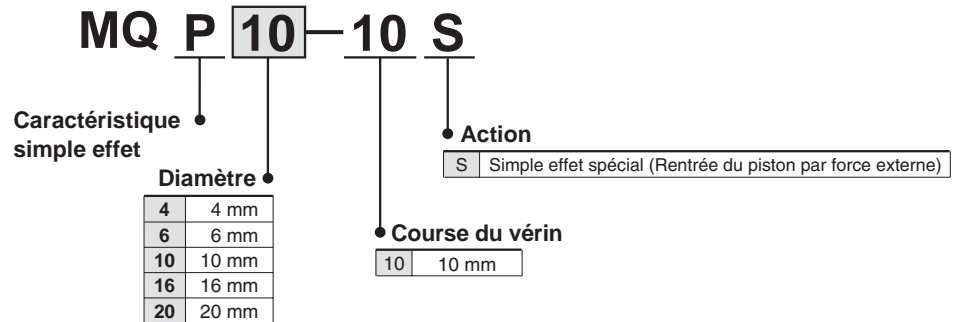 MQ P 10 — 10 S
Caractéristique
simple effet
Action
S Simple effet spécial (Rentrée du piston par force externe)
Diamètre
4 4 mm
6 6 mm
10 10 mm
16 16 mm
20 20 mm
Course du vérin
10 10 mm